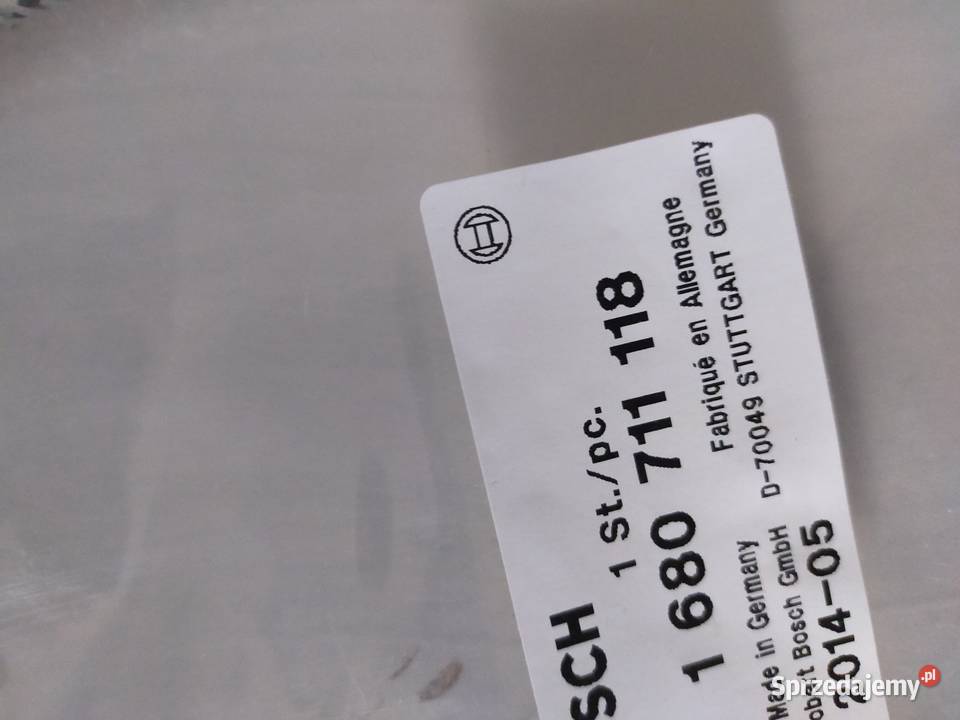 SCH
1 St./pc.
1 680 711 118
Made in Germany Fabriqué en Allemagne
obert Bosch GmbH D-70049 STUTTGART Germany
2014-05
Sprzedajemy.pl